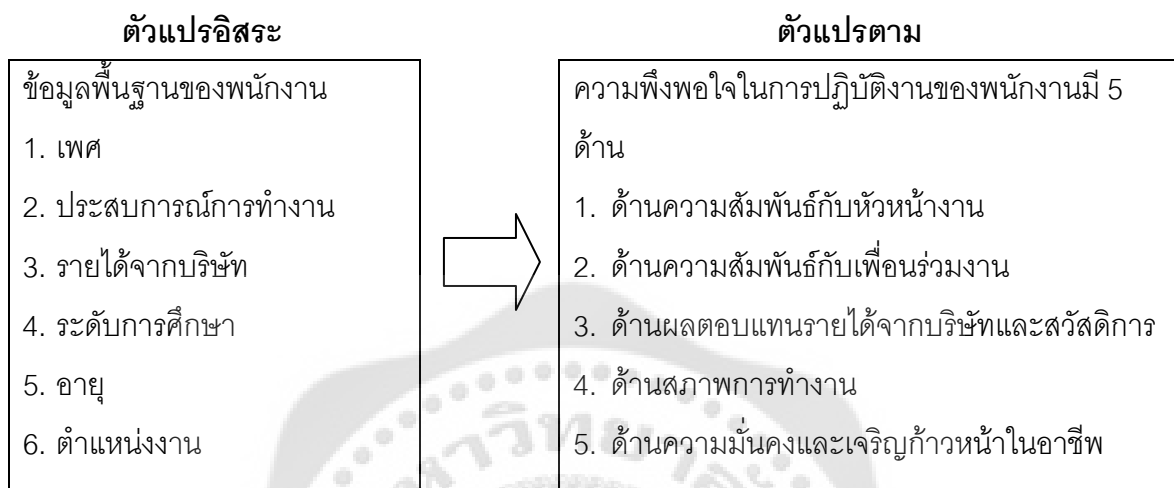 ตัวแปรอิสระ
ข้อมูลพื้นฐานของพนักงาน
1. เพศ
2. ประสบการณ์การทำงาน
3. รายได้จากบริษัท
4. ระดับการศึกษา
5. อายุ
6. ตำแหน่งงาน
ตัวแปรตาม
ความพึงพอใจในการปฏิบัติงานของพนักงานมี 5
ด้าน
1. ด้านความสัมพันธ์กับหัวหน้างาน
2. ด้านความสัมพันธ์กับเพื่อนร่วมงาน
3. ด้านผลตอบแทนรายได้จากบริษัทและสวัสดิการ
4. ด้านสภาพการทำงาน
5. ด้านความมั่นคงและเจริญก้าวหน้าในอาชีพ